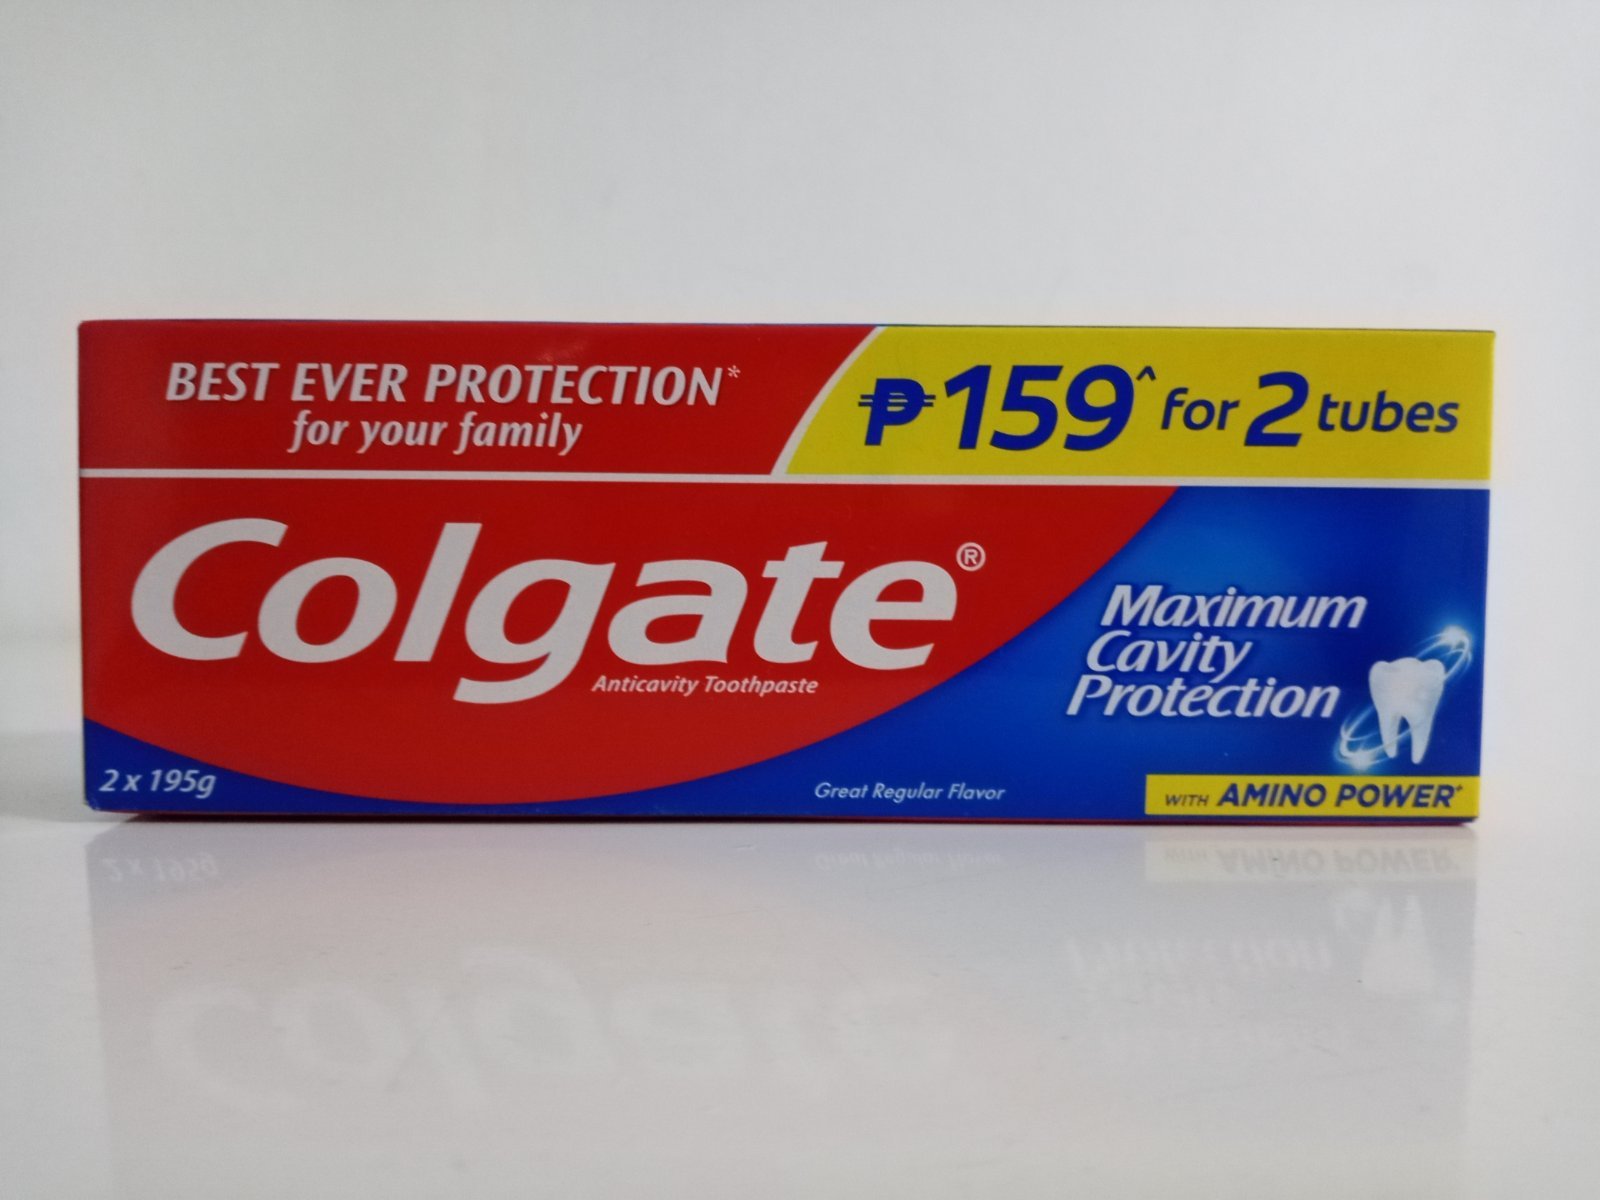 BEST EVER PROTECTION*
for your family
₱159^ for 2 tubes
Colgate®
Anticavity Toothpaste
Maximum
Cavity
Protection
2 x 195g
Great Regular Flavor
WITH AMINO POWER+